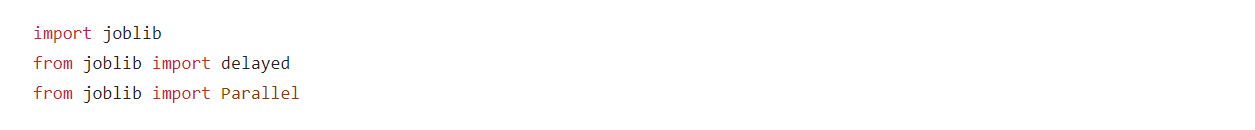 import joblib
from joblib import delayed
from joblib import Parallel